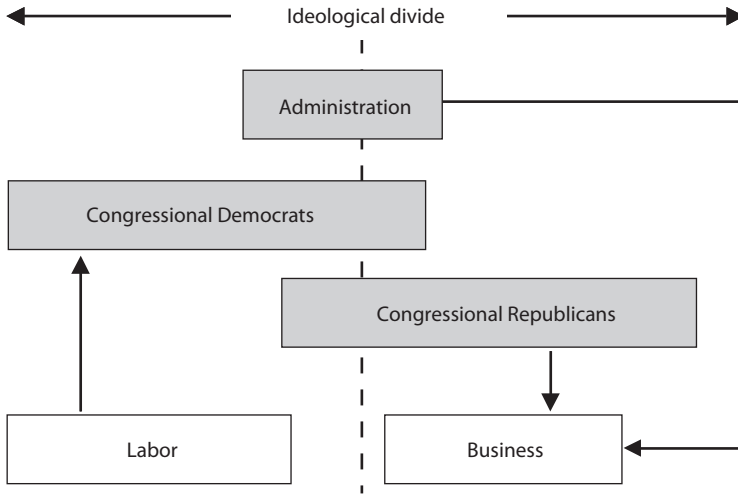 Ideological divide
Administration
Congressional Democrats
Congressional Republicans
Labor
Business